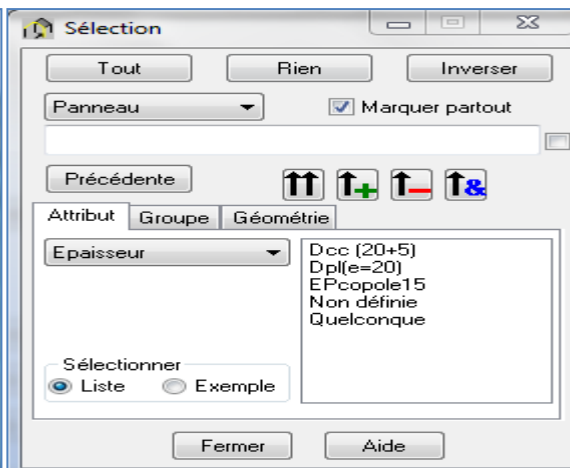 Sélection
Tout Rien Inverser
Panneau Marquer partout
Précédente + - &
Attribut Groupe Géométrie
Epaisseur
Dcc (20+5)
Dpl(e=20)
EPcopole15
Non définie
Quelconque
Sélectionner
Liste Exemple
Fermer Aide